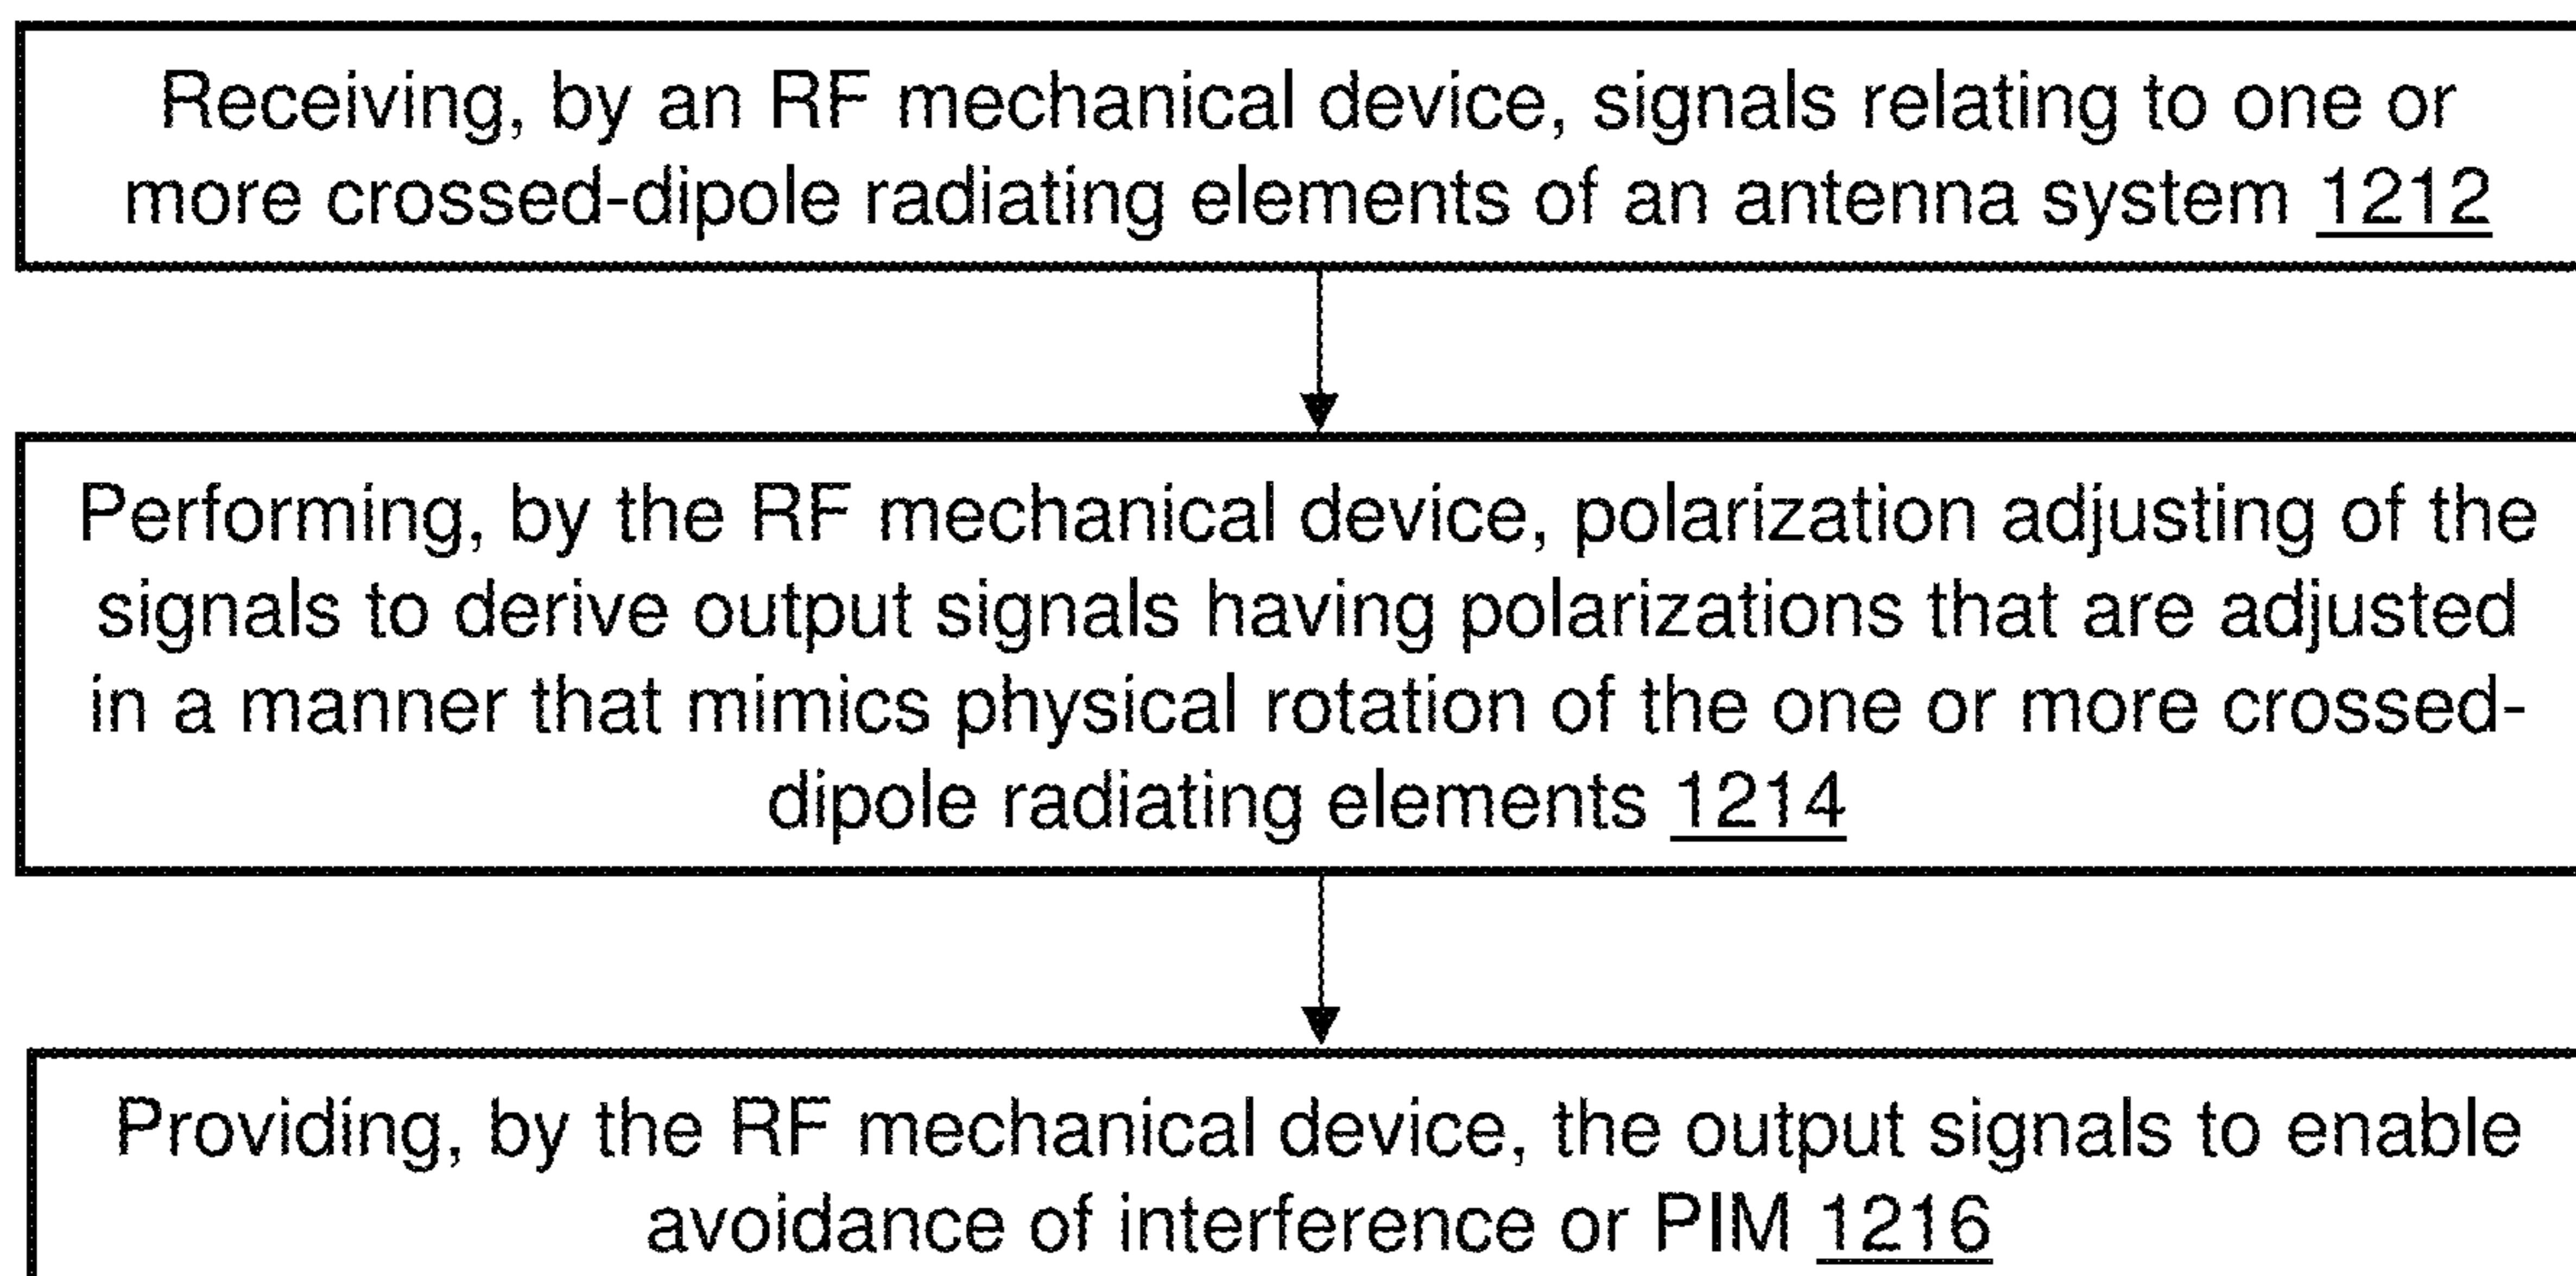 Receiving, by an RF mechanical device, signals relating to one or
more crossed-dipole radiating elements of an antenna system 1212
Performing, by the RF mechanical device, polarization adjusting of the
signals to derive output signals having polarizations that are adjusted
in a manner that mimics physical rotation of the one or more crossed-
dipole radiating elements 1214
Providing, by the RF mechanical device, the output signals to enable
avoidance of interference or PIM 1216